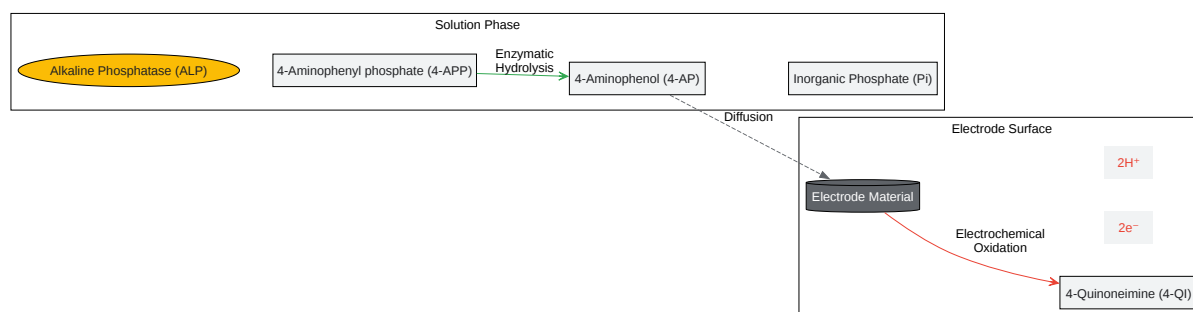 Solution Phase
Alkaline Phosphatase (ALP)
4-Aminophenyl phosphate (4-APP)
Enzymatic
Hydrolysis
4-Aminophenol (4-AP)
Inorganic Phosphate (Pi)
Diffusion
Electrode Surface
2H⁺
Electrode Material
2e⁻
Electrochemical
Oxidation
4-Quinoneimine (4-QI)